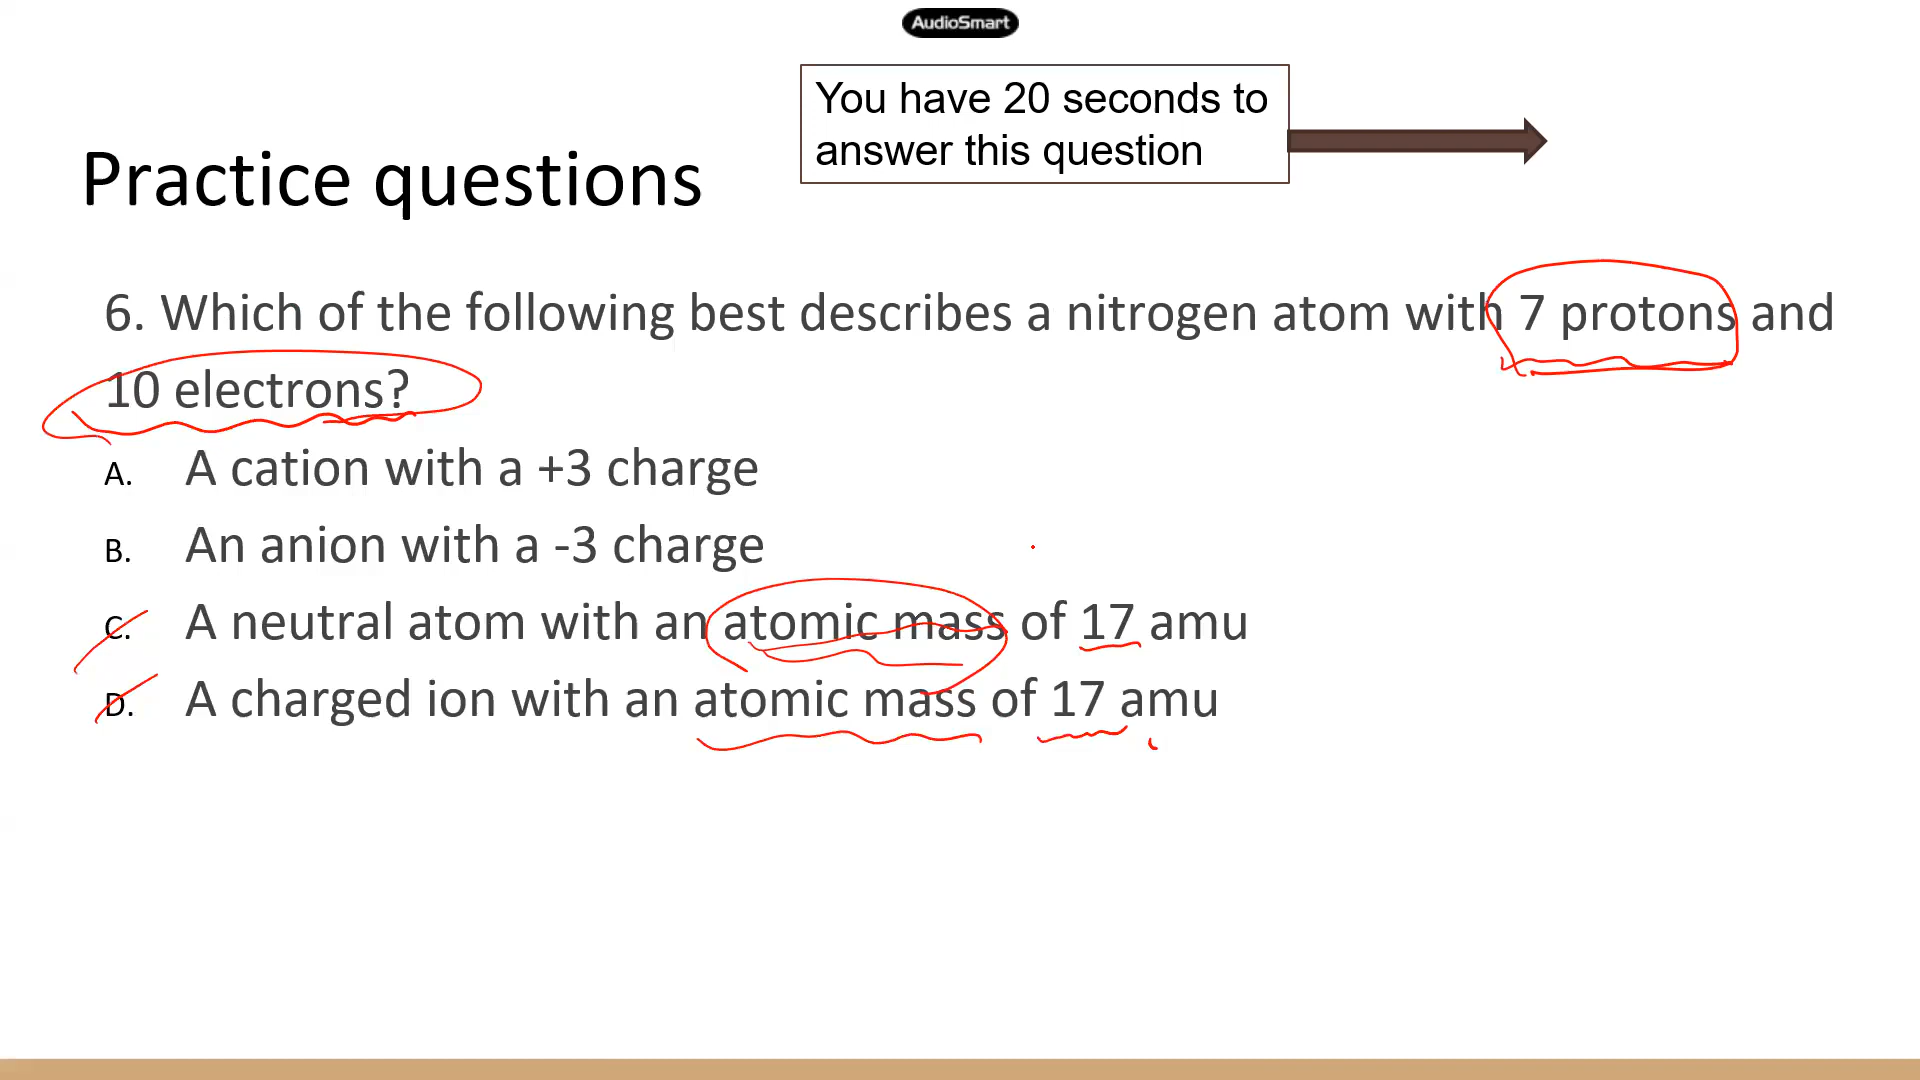 AudioSmart
You have 20 seconds to
answer this question
Practice questions
6. Which of the following best describes a nitrogen atom with 7 protons and
10 electrons?
A. A cation with a +3 charge
B. An anion with a -3 charge
C. A neutral atom with an atomic mass of 17 amu
D. A charged ion with an atomic mass of 17 amu